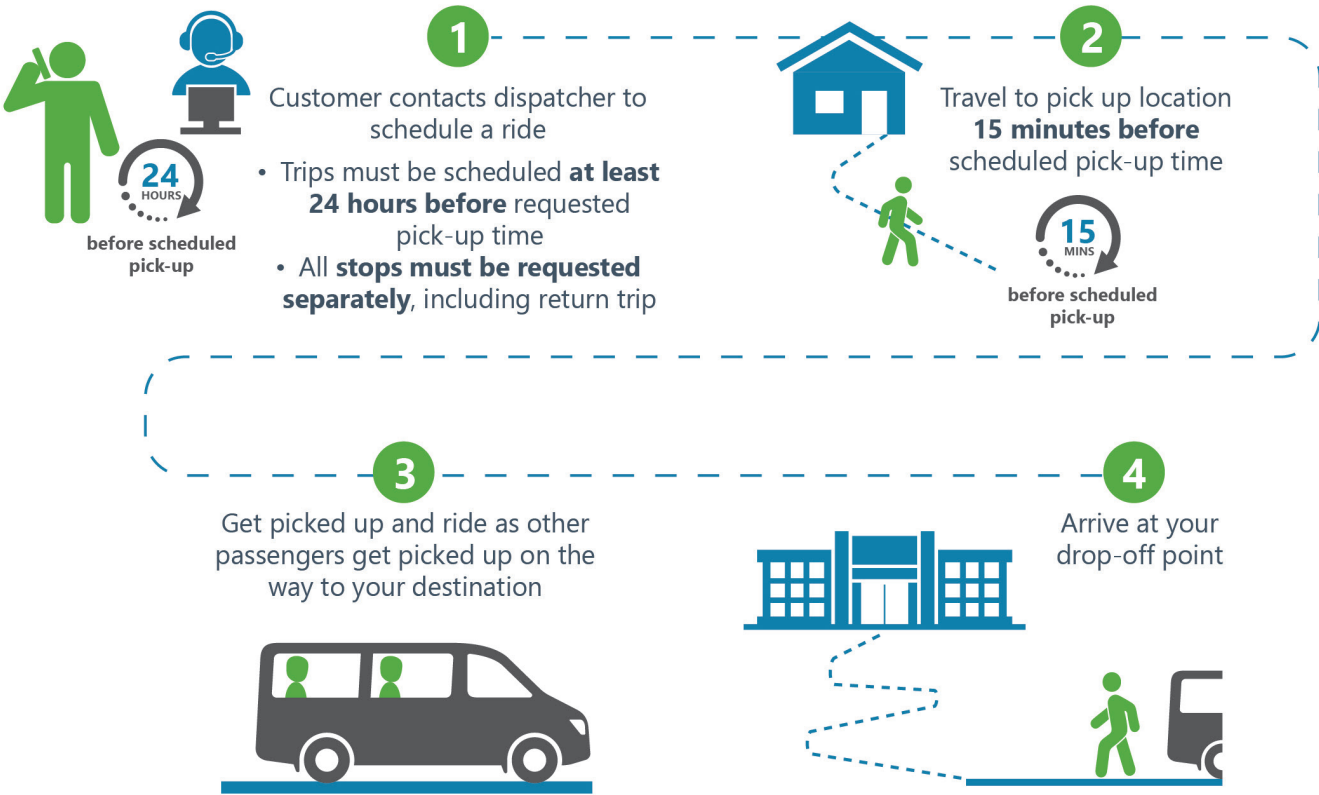 1
Customer contacts dispatcher to
schedule a ride
• Trips must be scheduled at least
24 hours before requested
pick-up time
• All stops must be requested
separately, including return trip
24
HOURS
before scheduled
pick-up
2
Travel to pick up location
15 minutes before
scheduled pick-up time
15
MINS
before scheduled
pick-up
3
Get picked up and ride as other
passengers get picked up on the
way to your destination
4
Arrive at your
drop-off point